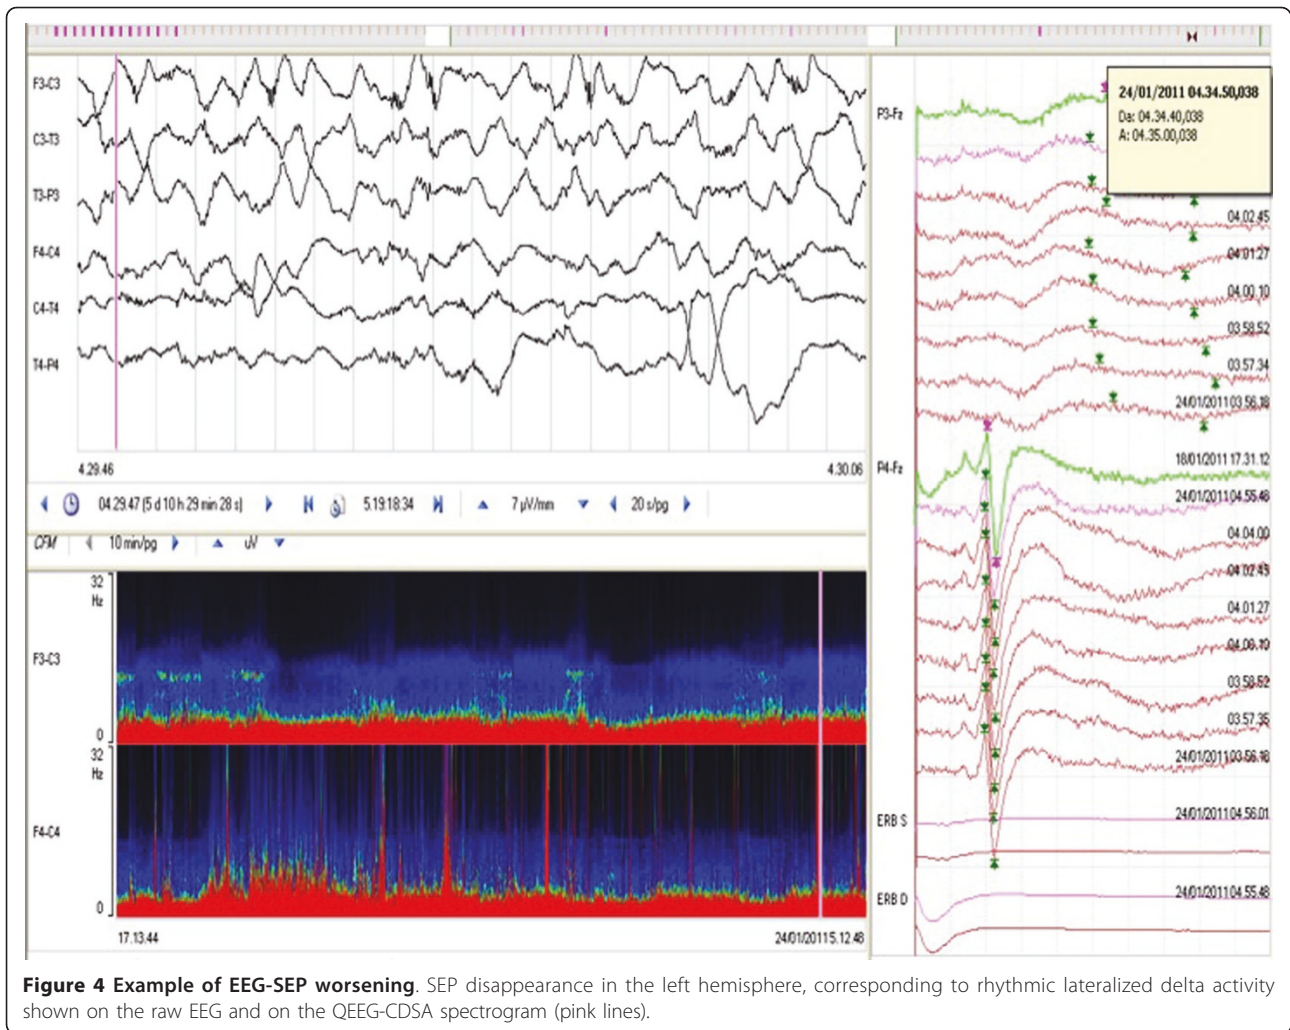 F3-C3
C3-T3
T3-P3
F4-C4
C4-T4
T4-P4
4.29.46
4.30.06
04.29.47 (5 d 10 h 29 min 28 s)
5.19:18:34
7 µV/mm
20 s/pg
CFM
10 min/pg
uV
32
Hz
F3-C3
0
32
Hz
F4-C4
0
17.13.44
24/01/2011 5.12.48
P3-Fz
24/01/2011 04.34.50,038
Da: 04.34.40,038
A: 04.35.00,038
04.02.45
04.01.27
04.00.10
03.58.52
03.57.34
24/01/2011 03.56.18
P4-Fz
18/01/2011 17.31.12
24/01/2011 04.55.48
04.04.00
04.02.45
04.01.27
03.58.52
03.57.35
24/01/2011 03.56.18
ERB S
24/01/2011 04.56.01
ERB D
24/01/2011 04.55.48
Figure 4 Example of EEG-SEP worsening. SEP disappearance in the left hemisphere, corresponding to rhythmic lateralized delta activity
shown on the raw EEG and on the QEEG-CDSA spectrogram (pink lines).